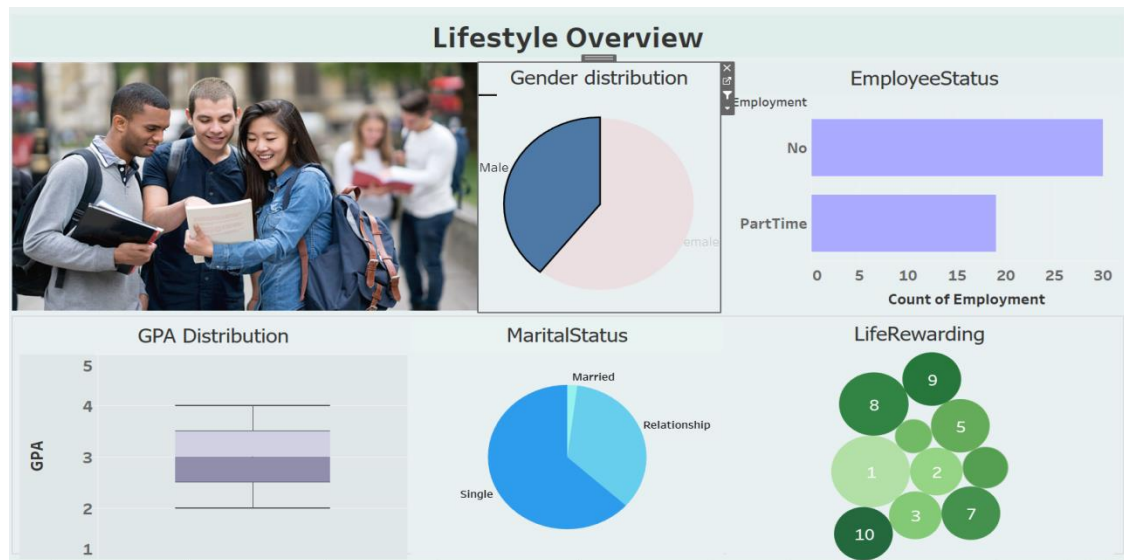 Lifestyle Overview
Gender distribution
Male
emale
EmployeeStatus
Employment
No
PartTime
0 5 10 15 20 25 30
Count of Employment
GPA Distribution
5
4
3
2
1
GPA
MaritalStatus
Married
Relationship
Single
LifeRewarding
9
8
5
1
2
3
7
10